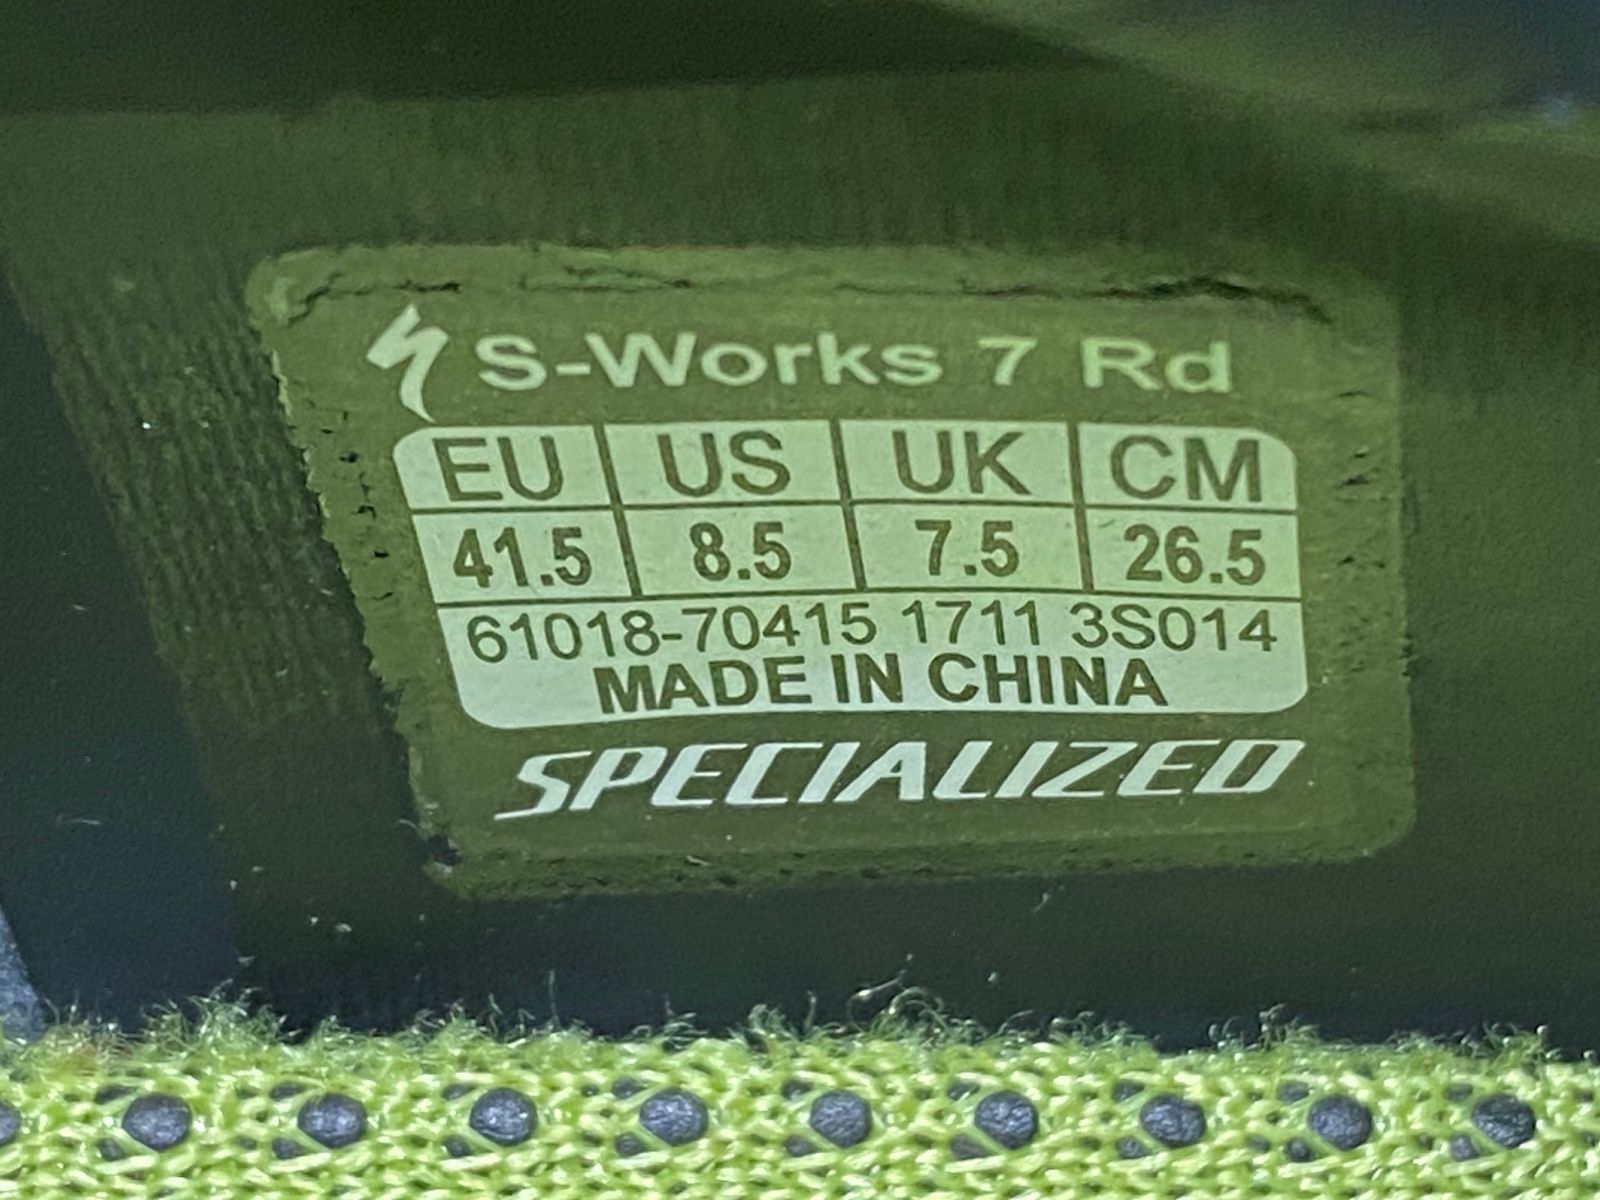 S-Works 7 Rd
EU US UK CM
41.5 8.5 7.5 26.5
61018-70415 1711 3S014
MADE IN CHINA
SPECIALIZED